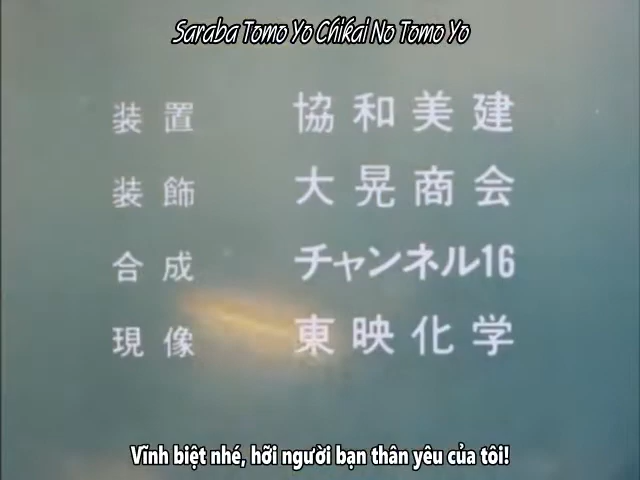 Saraba Tomo Yo Chikai No Tomo Yo
装置 協和美建
装飾 大晃商会
合成 チャンネル16
現像 東映化学
Vĩnh biệt nhé, hỡi người bạn thân yêu của tôi!